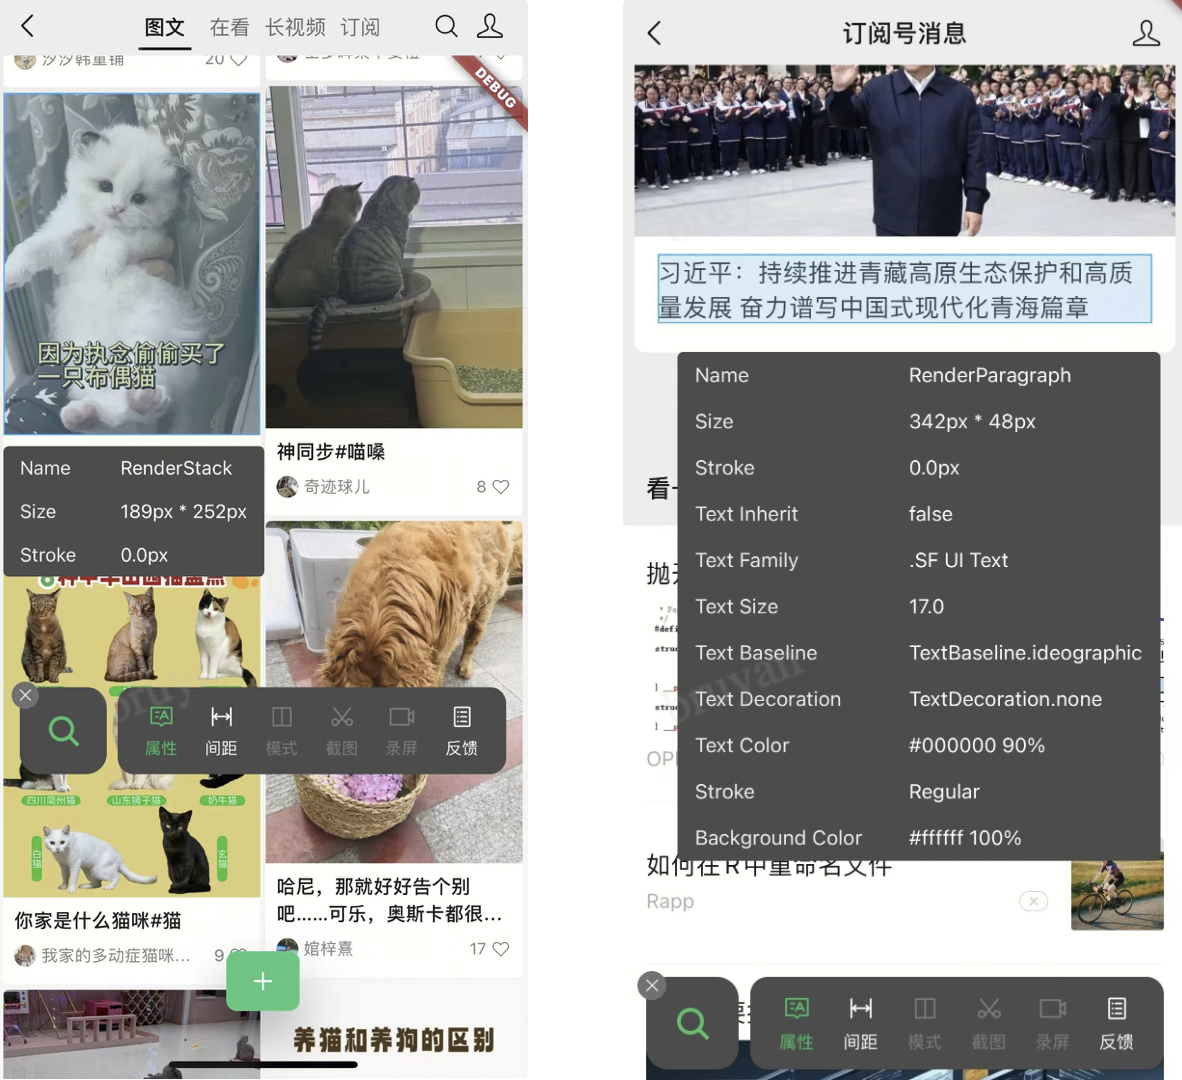 图文 在看 长视频 订阅
汐汐韩童铺 20
DEBUG
因为执念偷偷买了
一只布偶猫
神同步#喵嗓
奇迹球儿 8
Name RenderStack
Size 189px * 252px
Stroke 0.0px
属性 间距 模式 截图 录屏 反馈
四川简州猫 山东狮子猫 奶牛猫
白猫 玄猫
你家是什么猫咪#猫
我家的多动症猫咪... 9
哈尼，那就好好告个别
吧......可乐，奥斯卡都很...
婠梓熹 17
+
养猫和养狗的区别
订阅号消息
习近平：持续推进青藏高原生态保护和高质
量发展 奋力谱写中国式现代化青海篇章
Name RenderParagraph
Size 342px * 48px
Stroke 0.0px
Text Inherit false
Text Family .SF UI Text
Text Size 17.0
Text Baseline TextBaseline.ideographic
Text Decoration TextDecoration.none
Text Color #000000 90%
Stroke Regular
Background Color #ffffff 100%
看
抛
#defi
struc
struc
OPI
如何在R中重命名文件
Rapp
属性 间距 模式 截图 录屏 反馈